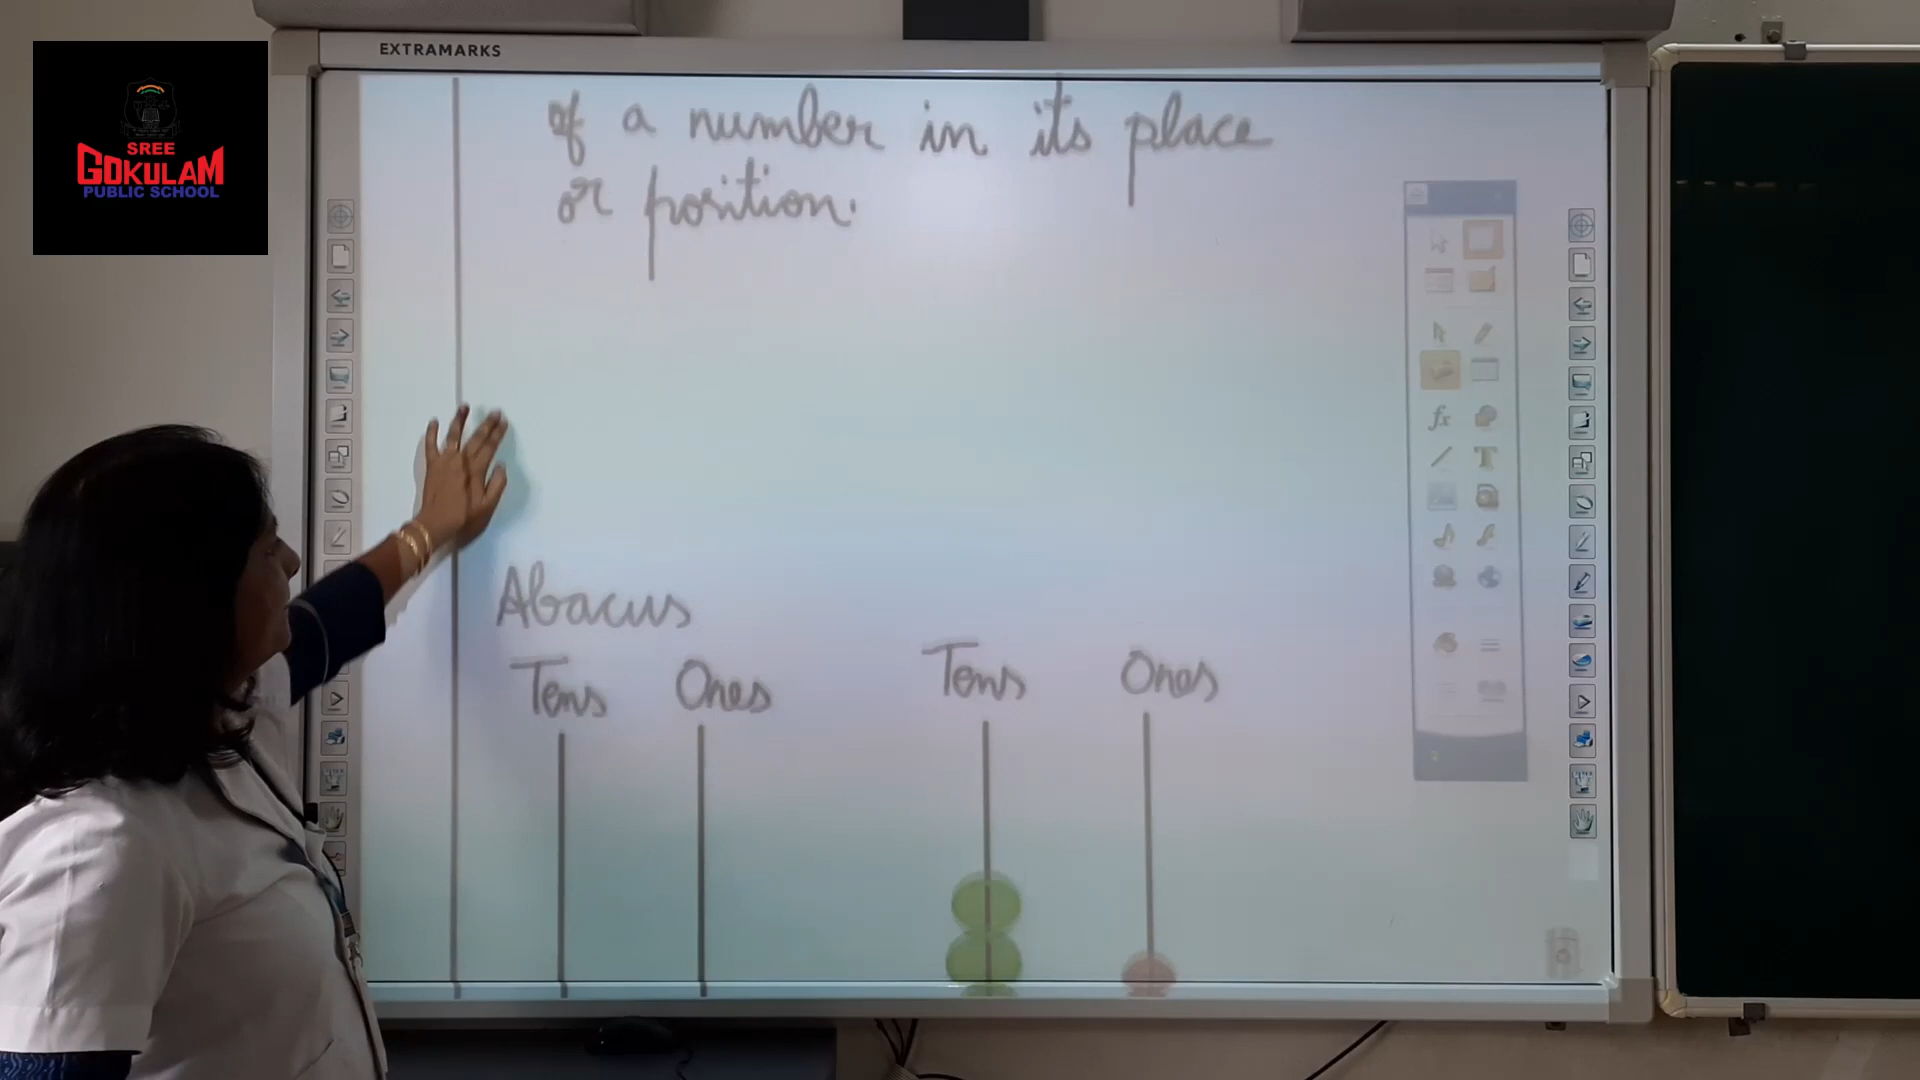 EXTRAMARKS
SREE
GOKULAM
PUBLIC SCHOOL
of a number in its place
or position.
Abacus
Tens Ones Tens Ones